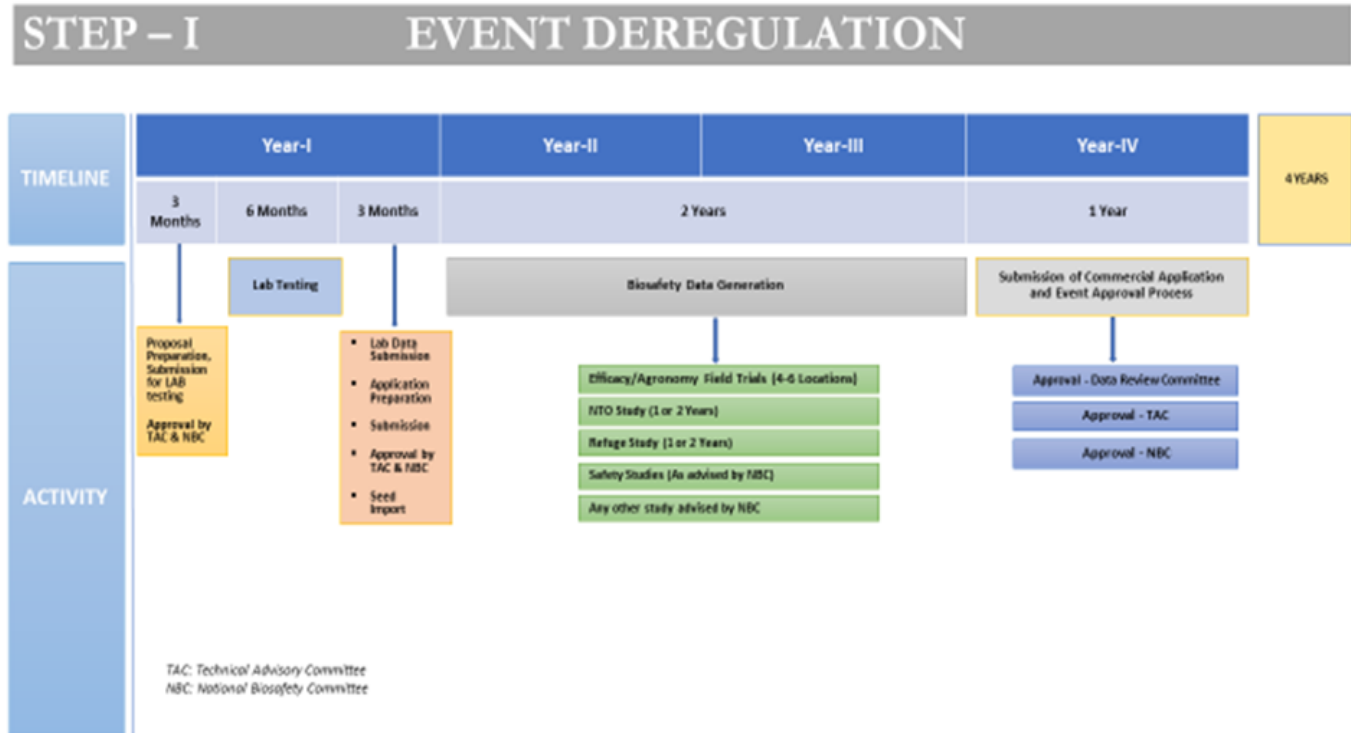 STEP – I EVENT DEREGULATION
TIMELINE
Year-I
Year-II
Year-III
Year-IV
4 YEARS
3
Months
6 Months
3 Months
2 Years
1 Year
ACTIVITY
Lab Testing
Biosafety Data Generation
Submission of Commercial Application
and Event Approval Process
Proposal
Preparation,
Submission
for LAB
testing
Approval by
TAC & NBC
▪ Lab Data
Submission
▪ Application
Preparation
▪ Submission
▪ Approval by
TAC & NBC
▪ Seed
Import
Efficacy/Agronomy Field Trials (4-6 Locations)
NTO Study (1 or 2 Years)
Refuge Study (1 or 2 Years)
Safety Studies (As advised by NBC)
Any other study advised by NBC
Approval - Data Review Committee
Approval - TAC
Approval - NBC
TAC: Technical Advisory Committee
NBC: National Biosafety Committee